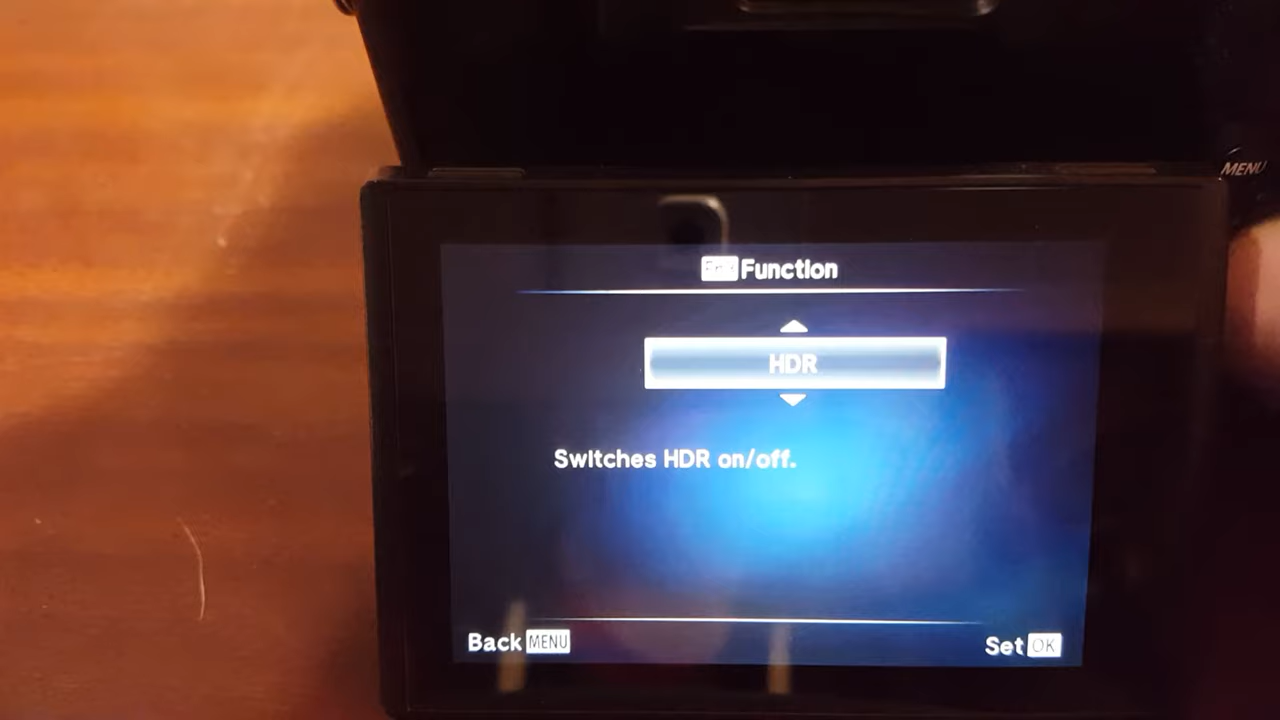 MENU
Function
HDR
Switches HDR on/off.
Back MENU
Set OK